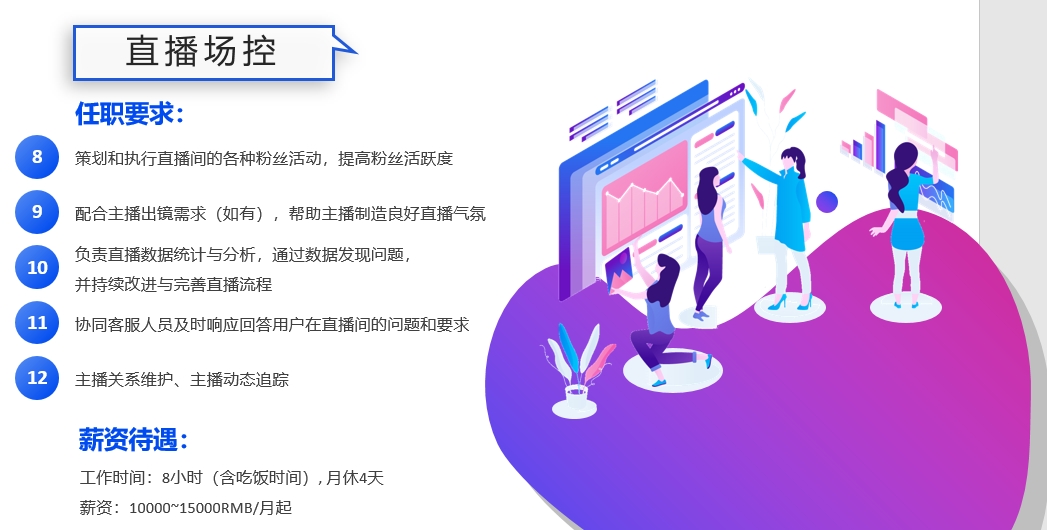 直播场控
任职要求：
8 策划和执行直播间的各种粉丝活动，提高粉丝活跃度
9 配合主播出镜需求（如有），帮助主播制造良好直播气氛
10 负责直播数据统计与分析，通过数据发现问题，
并持续改进与完善直播流程
11 协同客服人员及时响应回答用户在直播间的问题和要求
12 主播关系维护、主播动态追踪
薪资待遇：
工作时间：8小时（含吃饭时间）, 月休4天
薪资：10000~15000RMB/月起